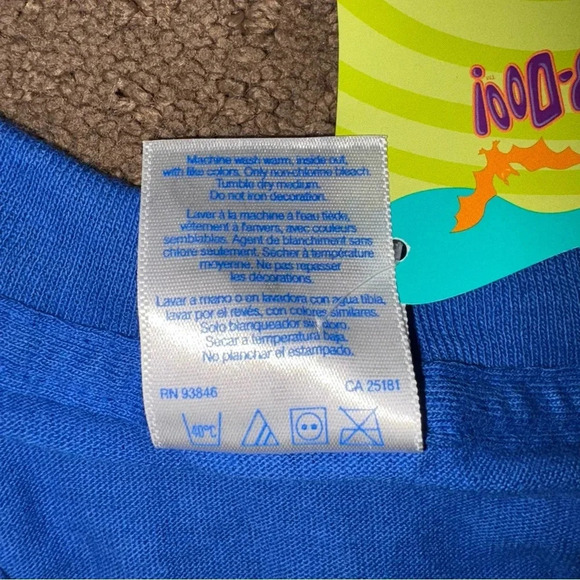 Machine wash warm, inside out,
with like colors. Only non-chlorine bleach
Tumble dry medium.
Do not iron decoration.
Laver à la machine à l'eau tiède,
vêtement à l'envers, avec couleurs
semblables. Agent de blanchiment sans
chlore seulement. Sécher à température
moyenne. Ne pas repasser
les décorations.
Lavar a mano o en lavadora con agua tibia,
lavar por el revés, con colores similares.
Solo blanqueador sin cloro.
Secar a temperatura baja.
No planchar el estampado.
RN 93846 CA 25181
40°C
-Doo!